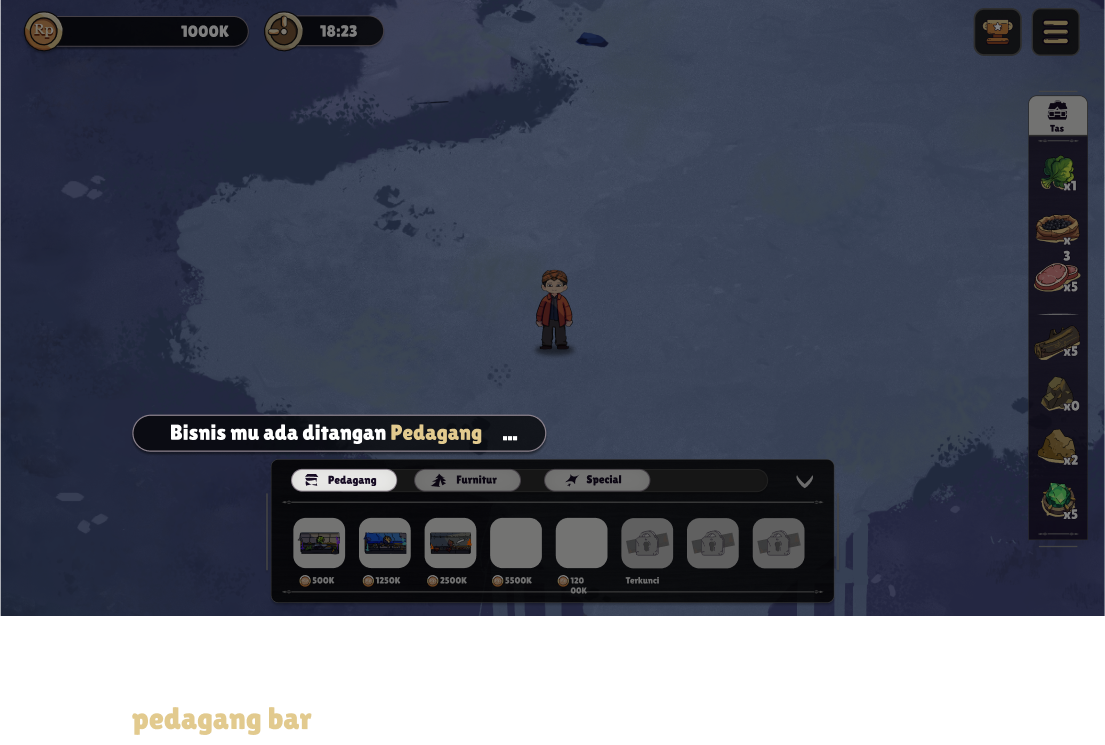 Rp 1000K 18:23
Tas
x1
x
3
x5
x5
x0
x2
x5
Bisnis mu ada ditangan Pedagang ...
Pedagang Furnitur Special
500K 1250K 2500K 5500K 120 Terkunci
00K
pedagang bar